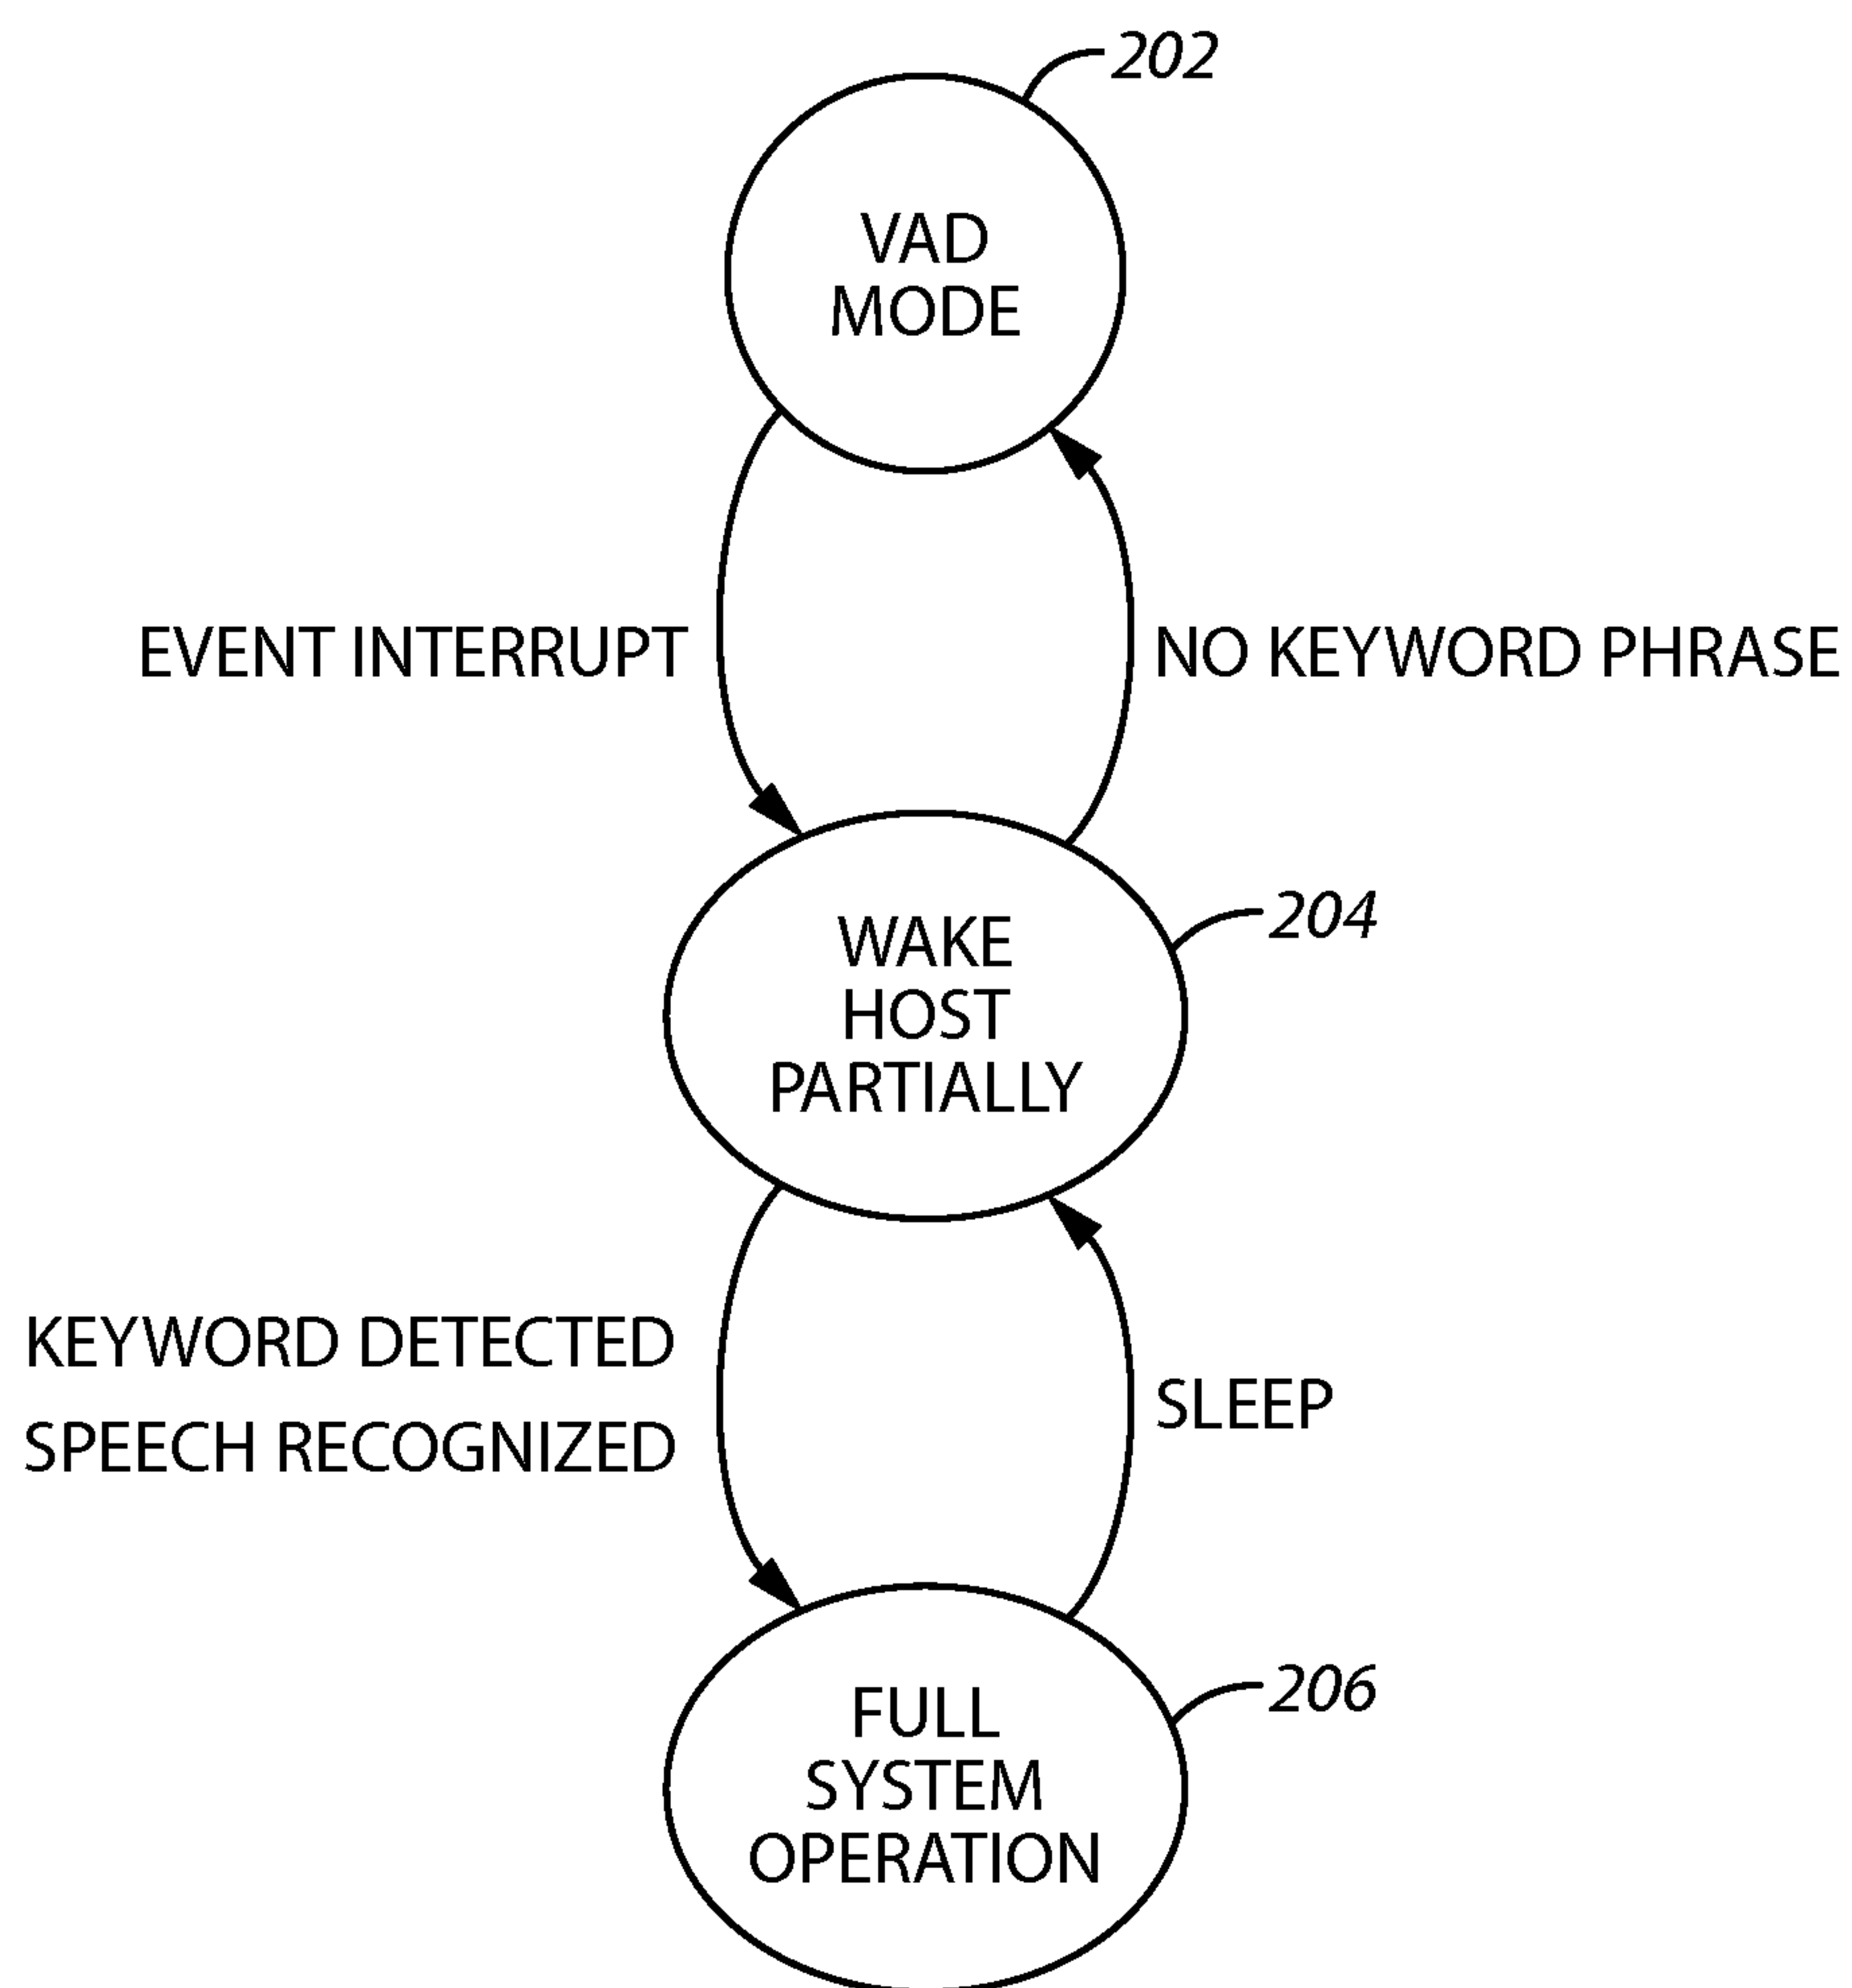 202
VAD
MODE
EVENT INTERRUPT
NO KEYWORD PHRASE
204
WAKE
HOST
PARTIALLY
KEYWORD DETECTED
SPEECH RECOGNIZED
SLEEP
206
FULL
SYSTEM
OPERATION